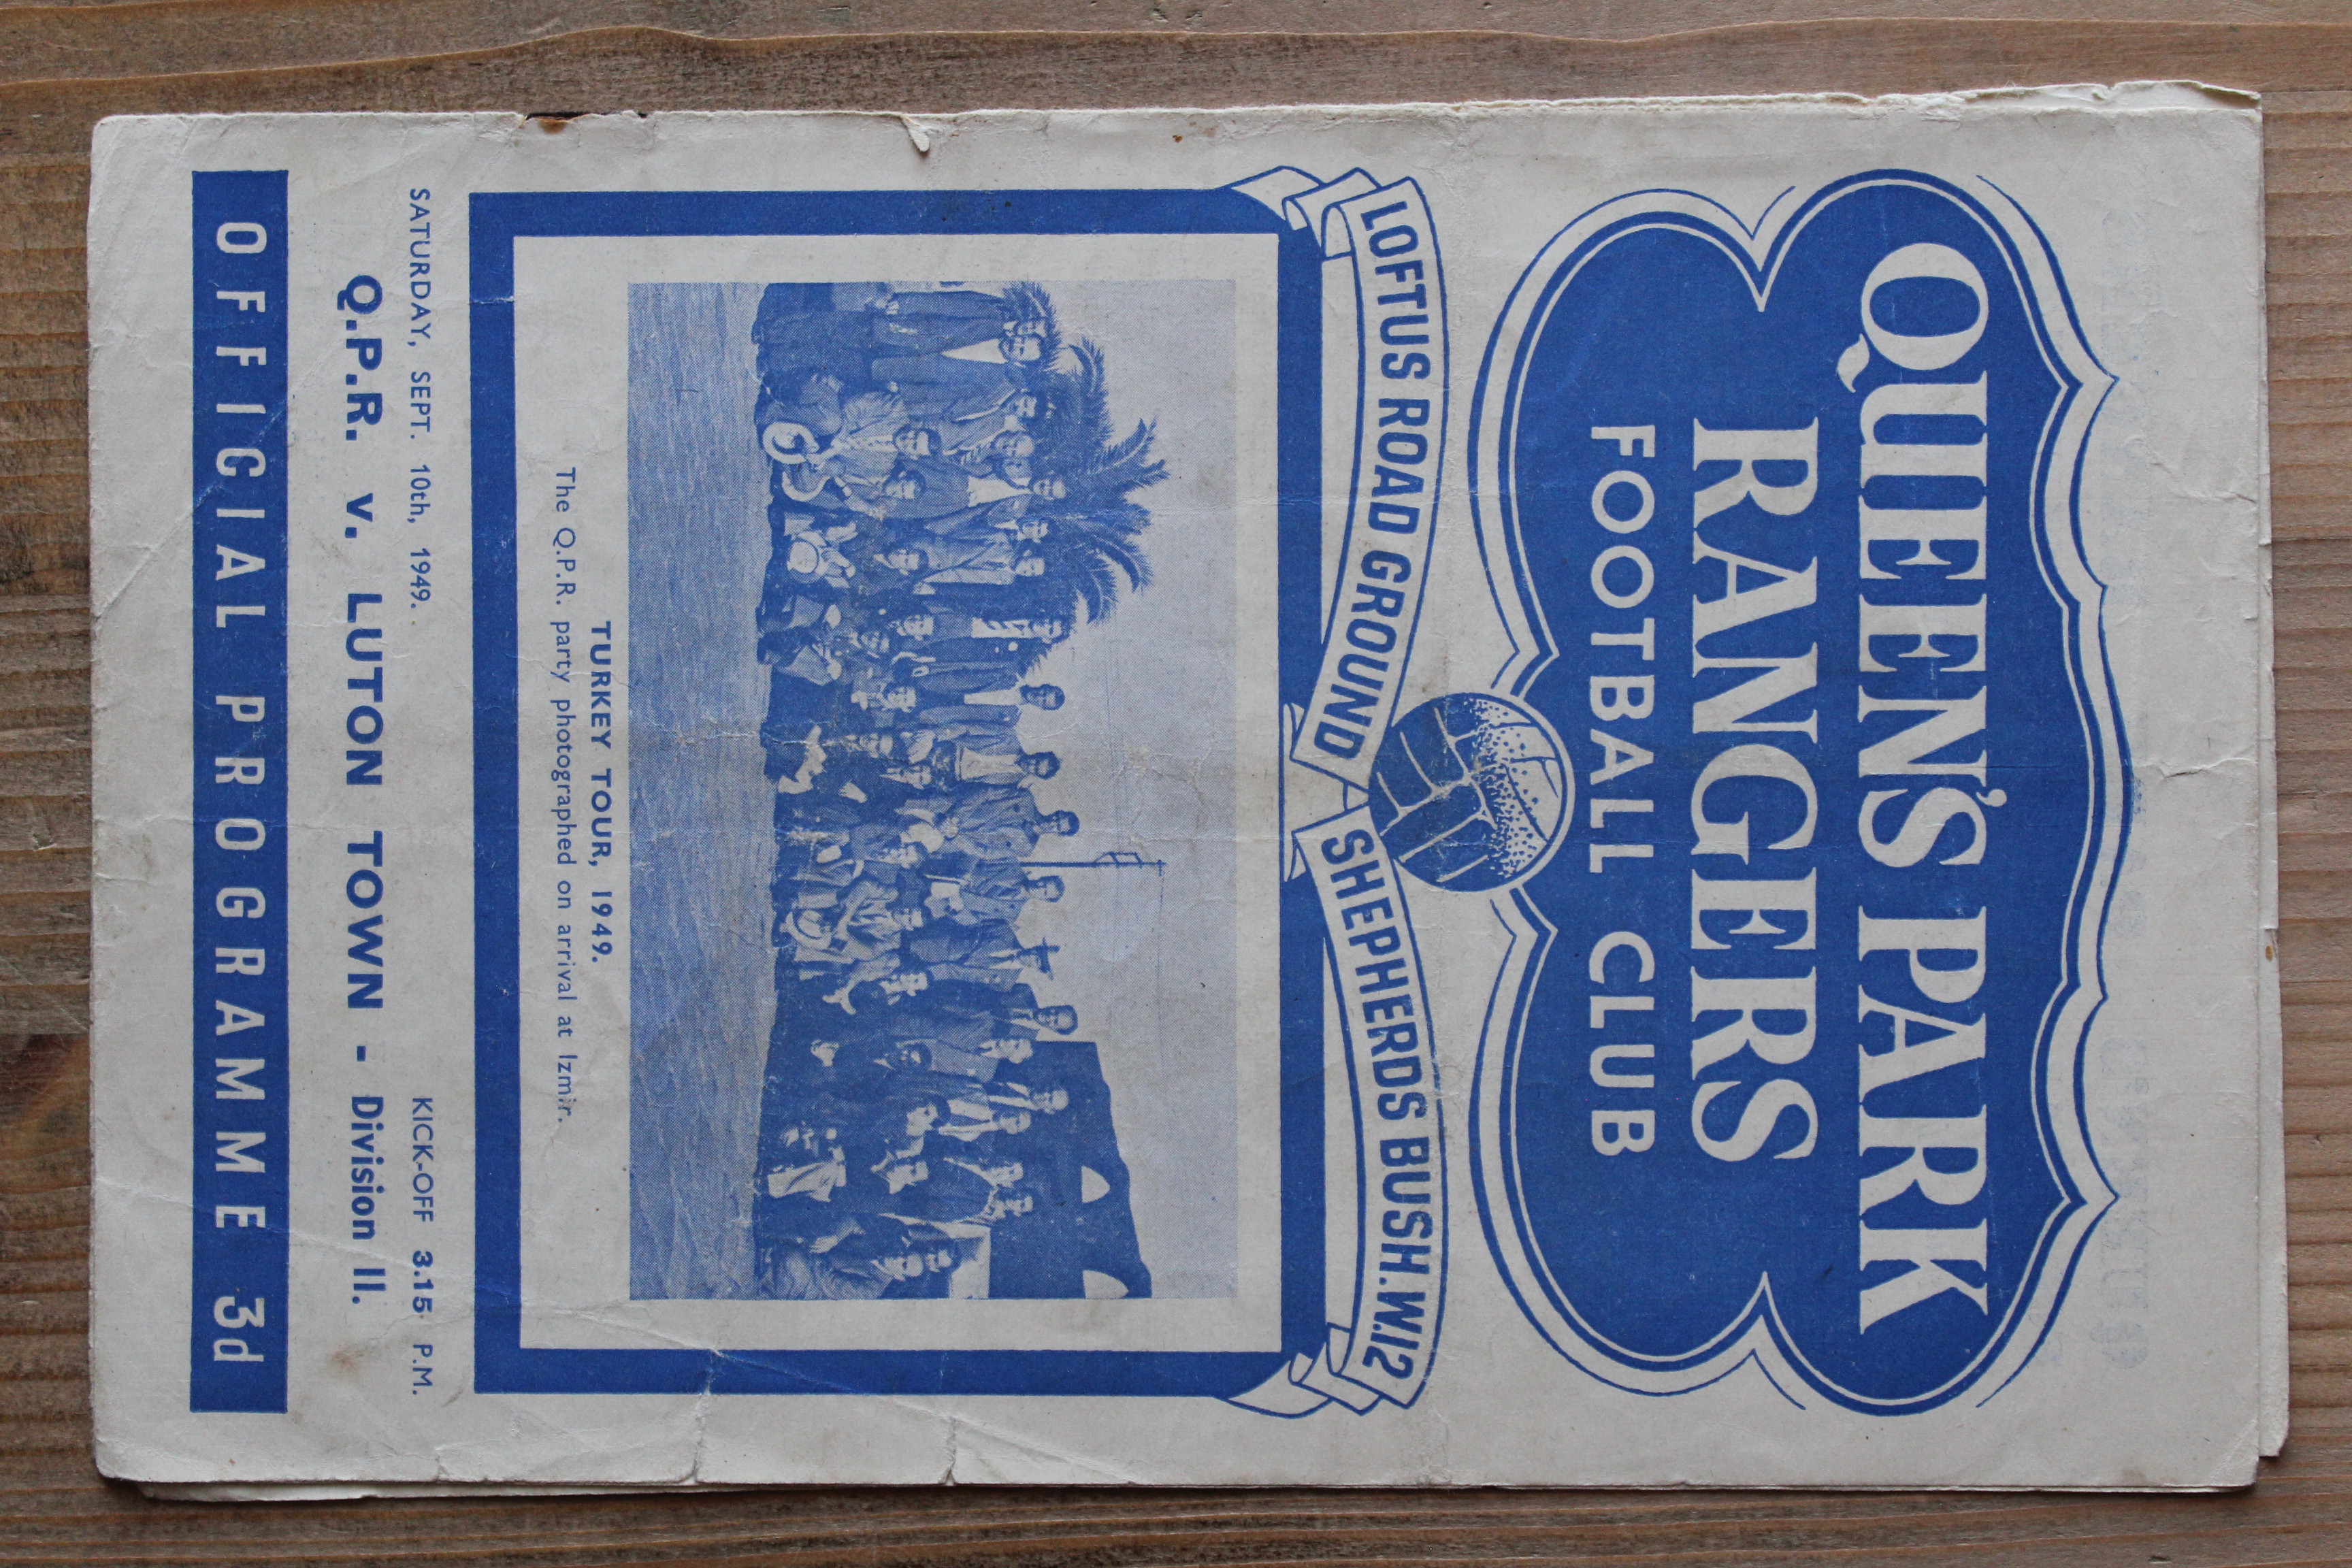 QUEEN'S PARK
RANGERS
FOOTBALL CLUB
LOFTUS ROAD GROUND
SHEPHERDS BUSH. W.12
TURKEY TOUR, 1949.
The Q.P.R. party photographed on arrival at Izmir.
SATURDAY, SEPT. 10th, 1949. KICK-OFF 3.15 P.M.
Q.P.R. v. LUTON TOWN - Division II.
OFFICIAL PROGRAMME 3d